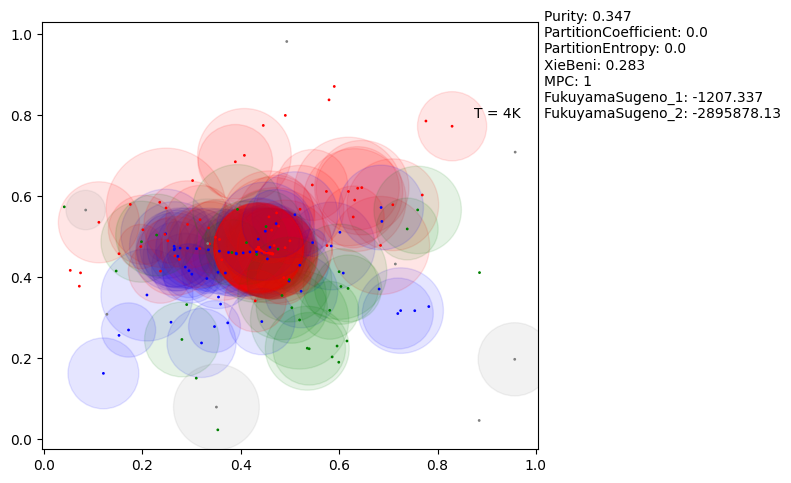 Purity: 0.347
PartitionCoefficient: 0.0
PartitionEntropy: 0.0
XieBeni: 0.283
MPC: 1
FukuyamaSugeno_1: -1207.337
FukuyamaSugeno_2: -2895878.13
T = 4K
1.0
0.8
0.6
0.4
0.2
0.0
0.0 0.2 0.4 0.6 0.8 1.0